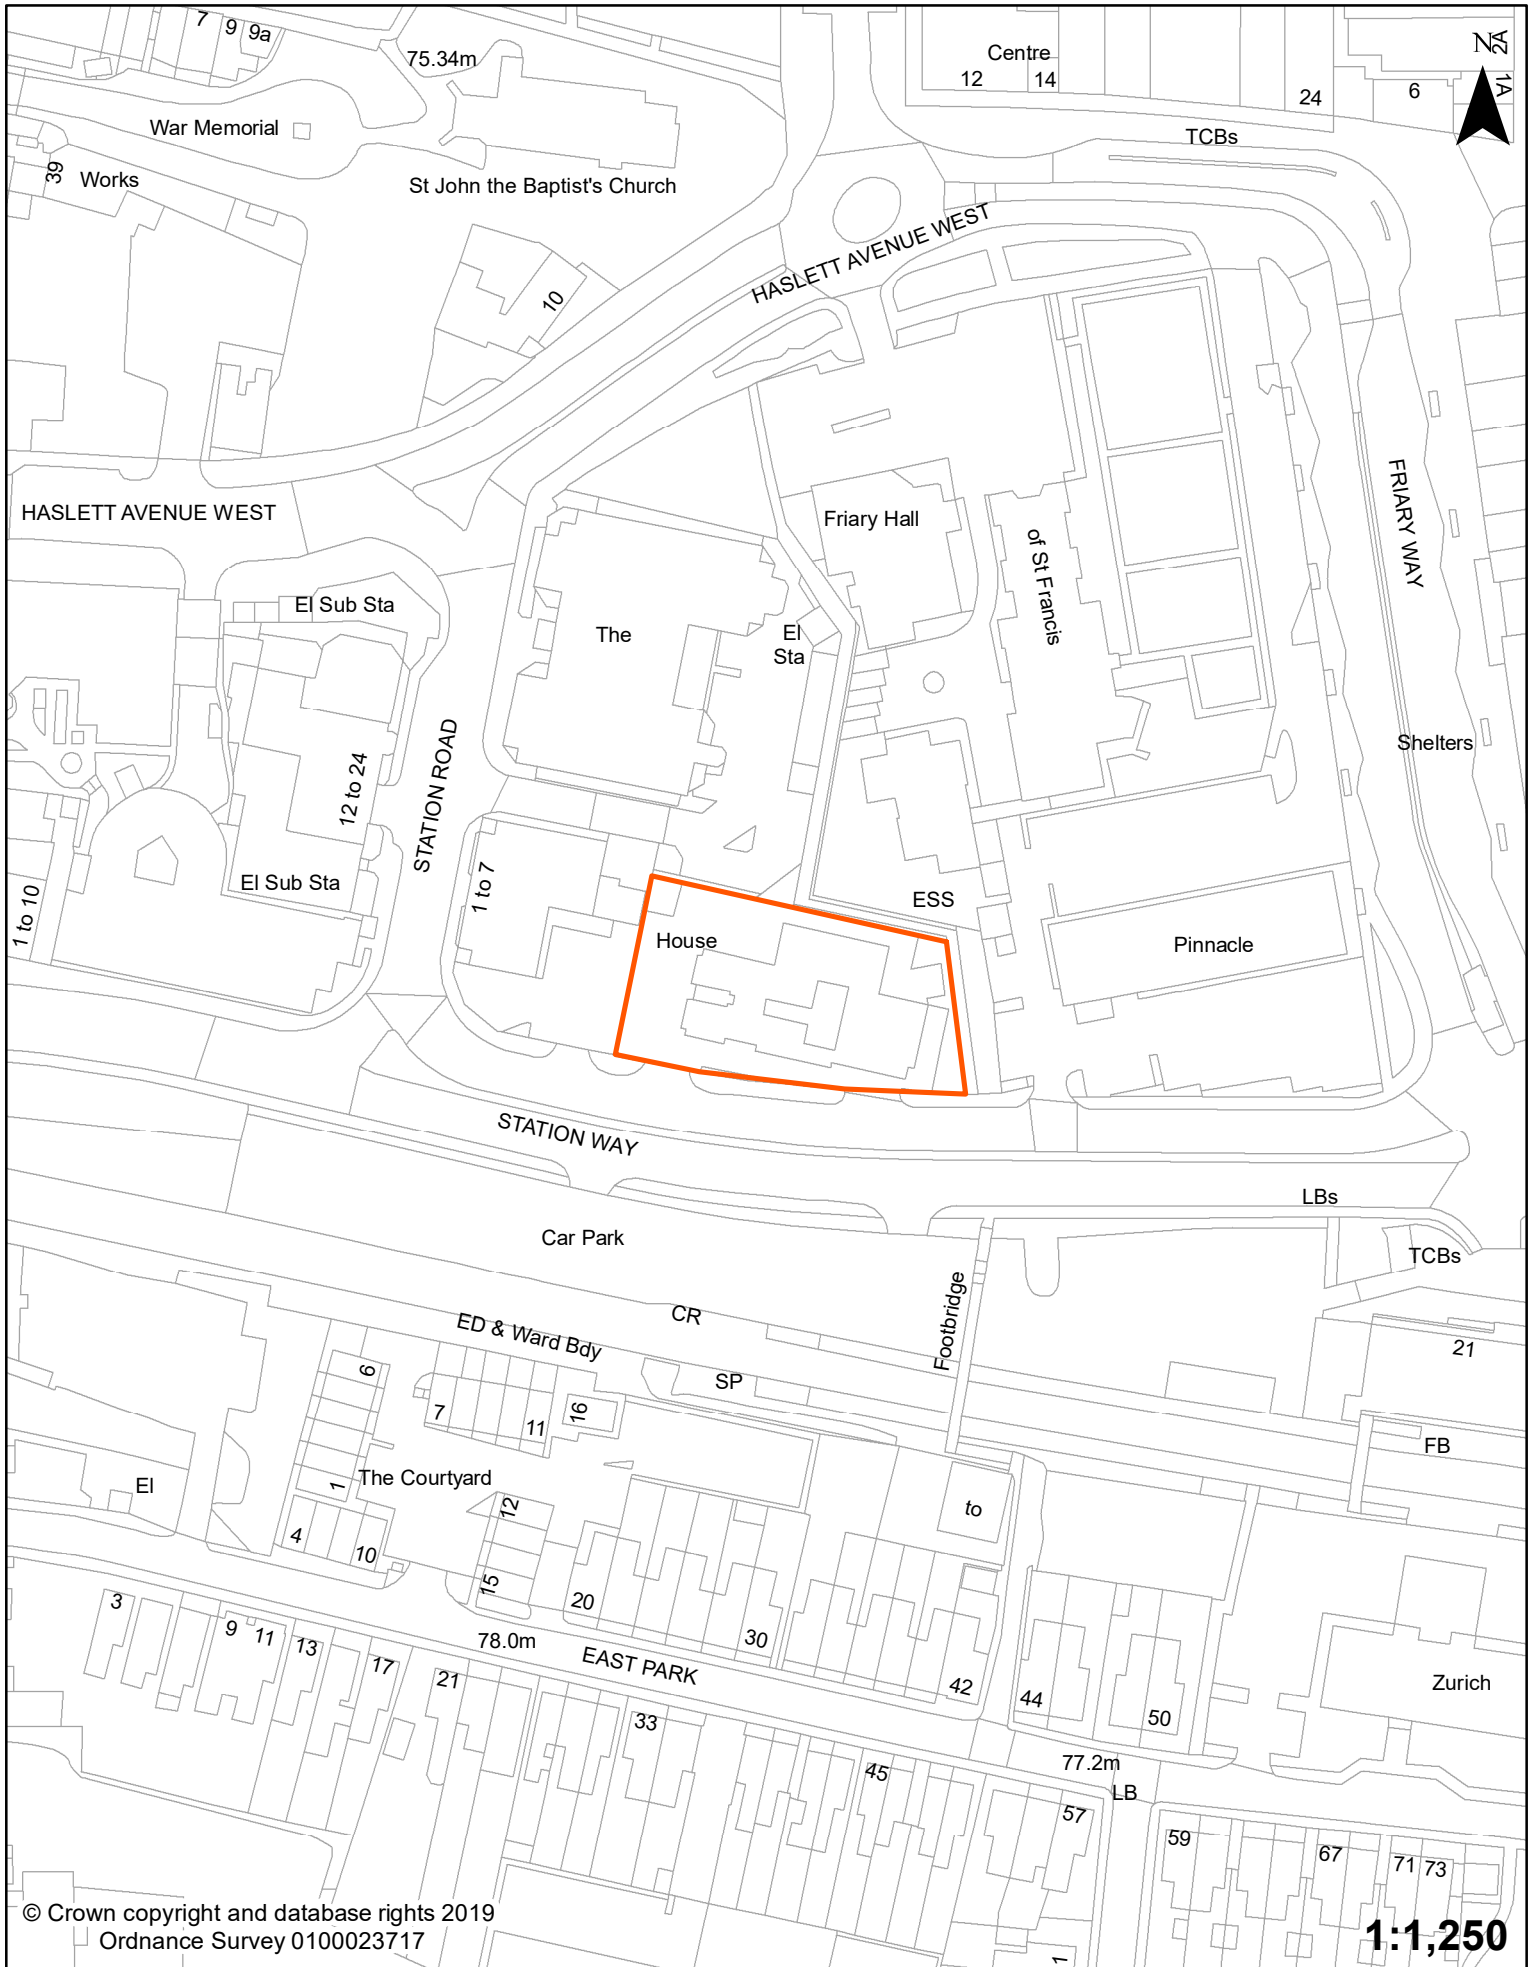 7
9
9a
75.34m
Centre
12
14
24
6
N
2A
1A
War Memorial
TCBs
39
Works
St John the Baptist's Church
HASLETT AVENUE WEST
10
HASLETT AVENUE WEST
Friary Hall
of St Francis
FRIARY WAY
El Sub Sta
The
El
Sta
Shelters
12 to 24
STATION ROAD
El Sub Sta
1 to 7
1 to 10
ESS
House
Pinnacle
STATION WAY
LBs
Car Park
TCBs
Footbridge
CR
ED & Ward Bdy
21
6
SP
7
11
16
FB
El
1
The Courtyard
12
to
4
10
15
20
3
9
11
13
30
78.0m
EAST PARK
17
21
42
44
50
Zurich
33
45
77.2m
LB
57
59
67
71
73
© Crown copyright and database rights 2019
Ordnance Survey 0100023717
1
1:1,250